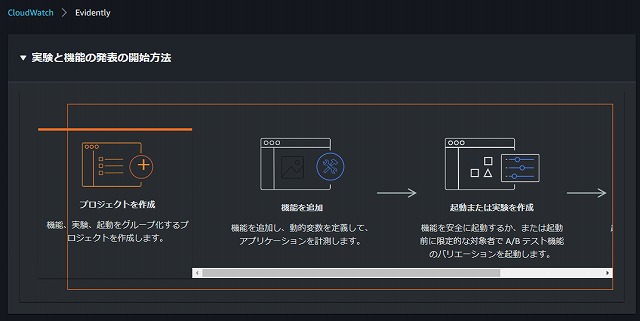 CloudWatch > Evidently
▼ 実験と機能の発表の開始方法
プロジェクトを作成
機能、実験、起動をグループ化するプ
ロジェクトを作成します。
機能を追加
機能を追加し、動的変数を定義して、
アプリケーションを計測します。
起動または実験を作成
機能を安全に起動するか、または起動
前に限定的な対象者で A/B テスト機能
のバリエーションを起動します。